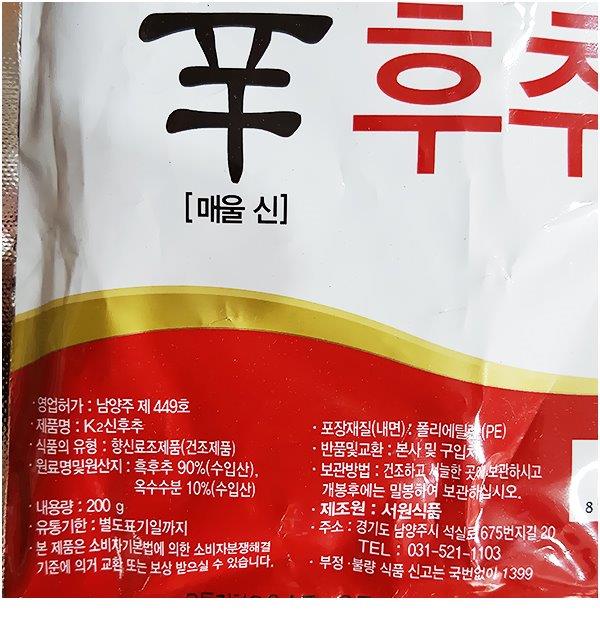 辛 후추
[매울 신]
· 영업허가 : 남양주 제 449호
· 제품명 : K2신후추
· 식품의 유형 : 향신료조제품(건조제품)
· 원료명및원산지 : 흑후추 90%(수입산),
옥수수분 10%(수입산)
· 내용량 : 200 g
· 유통기한 : 별도표기일까지
본 제품은 소비자기본법에 의한 소비자분쟁해결
기준에 의거 교환 또는 보상 받으실 수 있습니다.
· 포장재질(내면) : 폴리에틸렌(PE)
· 반품및교환 : 본사 및 구입처
· 보관방법 : 건조하고 서늘한 곳에 보관하시고
개봉후에는 밀봉하여 보관하십시오.
· 제조원 : 서원식품
· 주소 : 경기도 남양주시 석실로 675번지길 20
TEL : 031-521-1103
· 부정·불량 식품 신고는 국번없이 1399
8